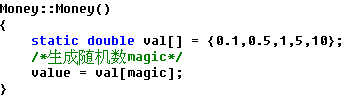 Money::Money()
{
    static double val[] = {0.1,0.5,1,5,10};
    /*生成随机数magic*/
    value = val[magic];
}